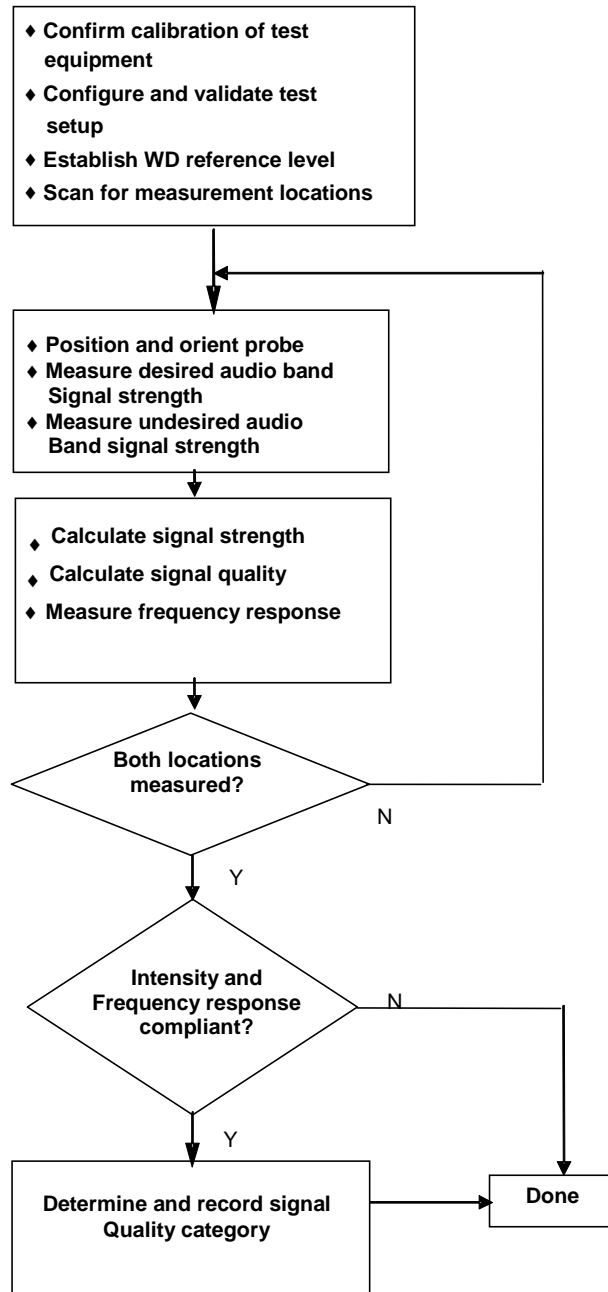 ♦ Confirm calibration of test
equipment
♦ Configure and validate test
setup
♦ Establish WD reference level
♦ Scan for measurement locations
♦ Position and orient probe
♦ Measure desired audio band
Signal strength
♦ Measure undesired audio
Band signal strength
♦ Calculate signal strength
♦ Calculate signal quality
♦ Measure frequency response
Both locations
measured?
N
Y
Intensity and
Frequency response
compliant?
N
Y
Determine and record signal
Quality category
Done